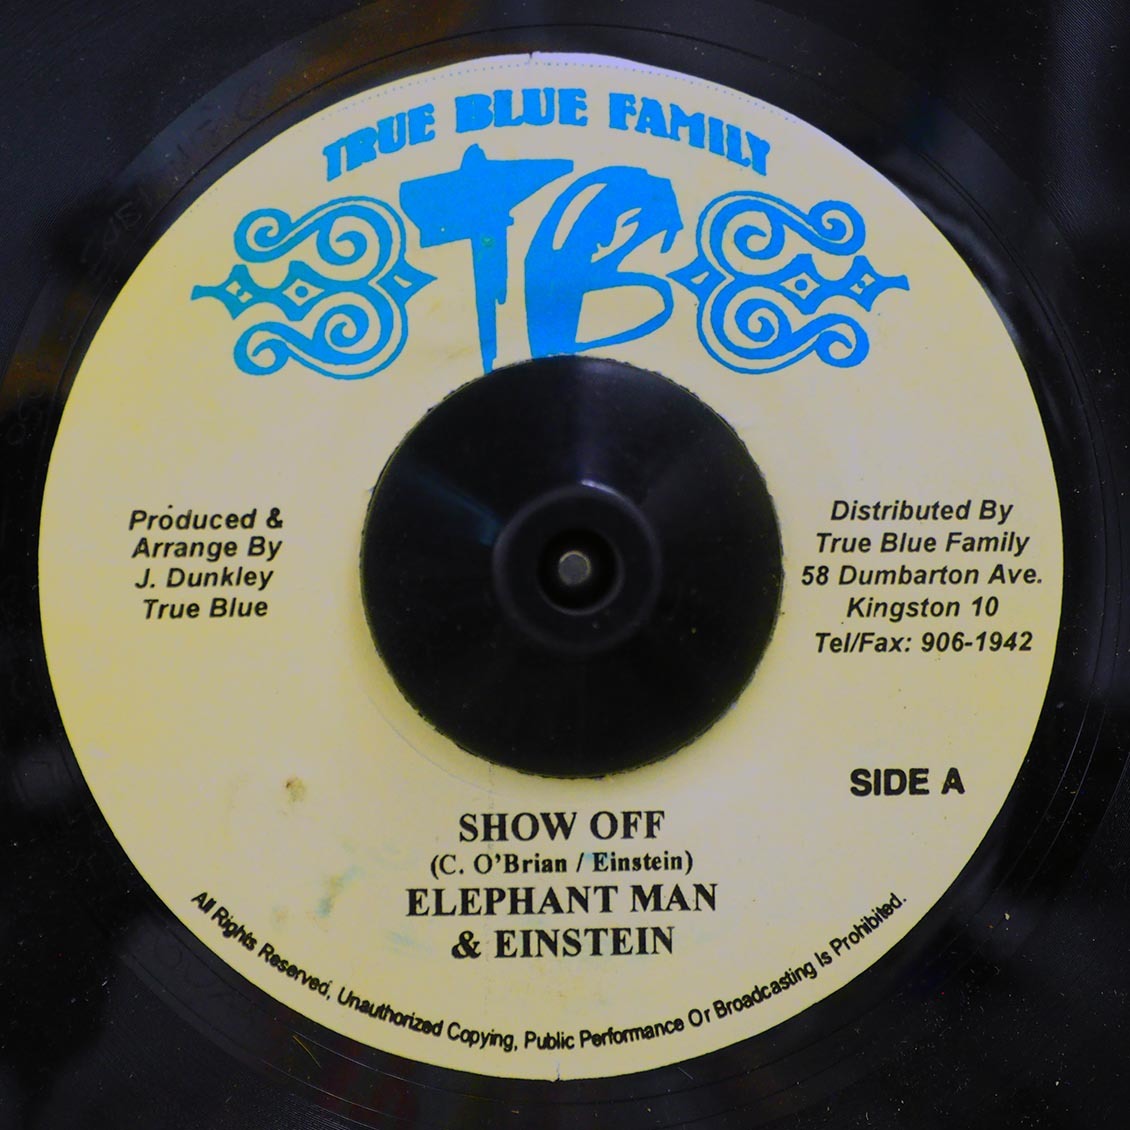 TRUE BLUE FAMILY
TB
Produced &
Arrange By
J. Dunkley
True Blue
Distributed By
True Blue Family
58 Dumbarton Ave.
Kingston 10
Tel/Fax: 906-1942
SIDE A
SHOW OFF
(C. O'Brian / Einstein)
ELEPHANT MAN
& EINSTEIN
All Rights Reserved, Unauthorized Copying, Public Performance Or Broadcasting Is Prohibited.